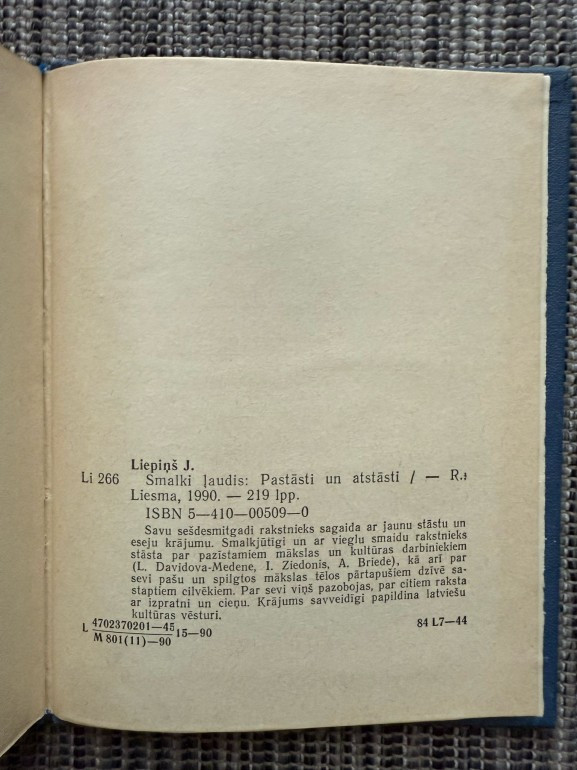 Liepiņš J.
Li 266 Smalki ļaudis: Pastāsti un atstāsti / — R.:
Liesma, 1990. — 219 lpp.
ISBN 5—410—00509—0
Savu sešdesmitgadi rakstnieks sagaida ar jaunu stāstu un
eseju krājumu. Smalkjūtīgi un ar vieglu smaidu rakstnieks
stāsta par pazīstamiem mākslas un kultūras darbiniekiem
(L. Davidova-Medene, I. Ziedonis, A. Briede), kā arī par
sevi pašu un spilgtos mākslas tēlos pārtapušiem dzīvē sa-
staptiem cilvēkiem. Par sevi viņš pazobojas, par citiem raksta
ar izpratni un cieņu. Krājums savveidīgi papildina latviešu
kultūras vēsturi.
L 4702370201—45 15—90 84 L7—44
M 801(11)—90